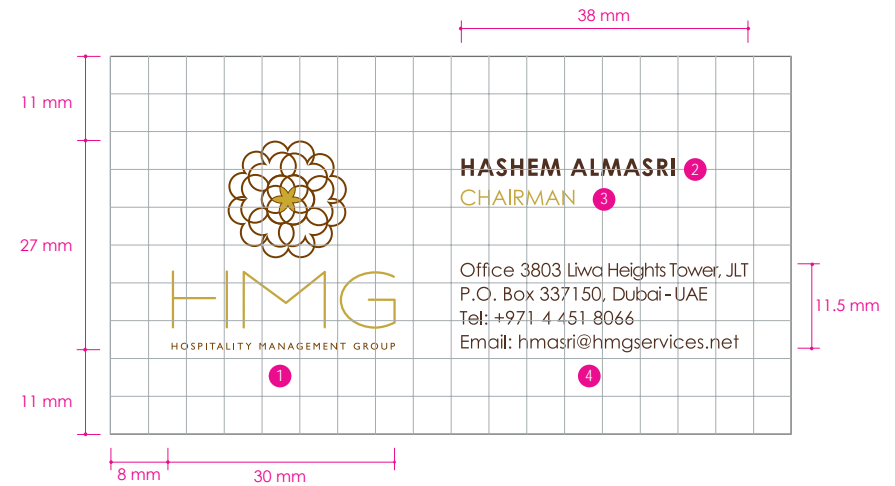 38 mm
11 mm
HASHEM ALMASRI 2
CHAIRMAN 3
27 mm
HMG
HOSPITALITY MANAGEMENT GROUP
1
Office 3803 Liwa Heights Tower, JLT
P.O. Box 337150, Dubai - UAE
Tel: +971 4 451 8066
Email: hmasri@hmgservices.net
4
11.5 mm
11 mm
8 mm
30 mm